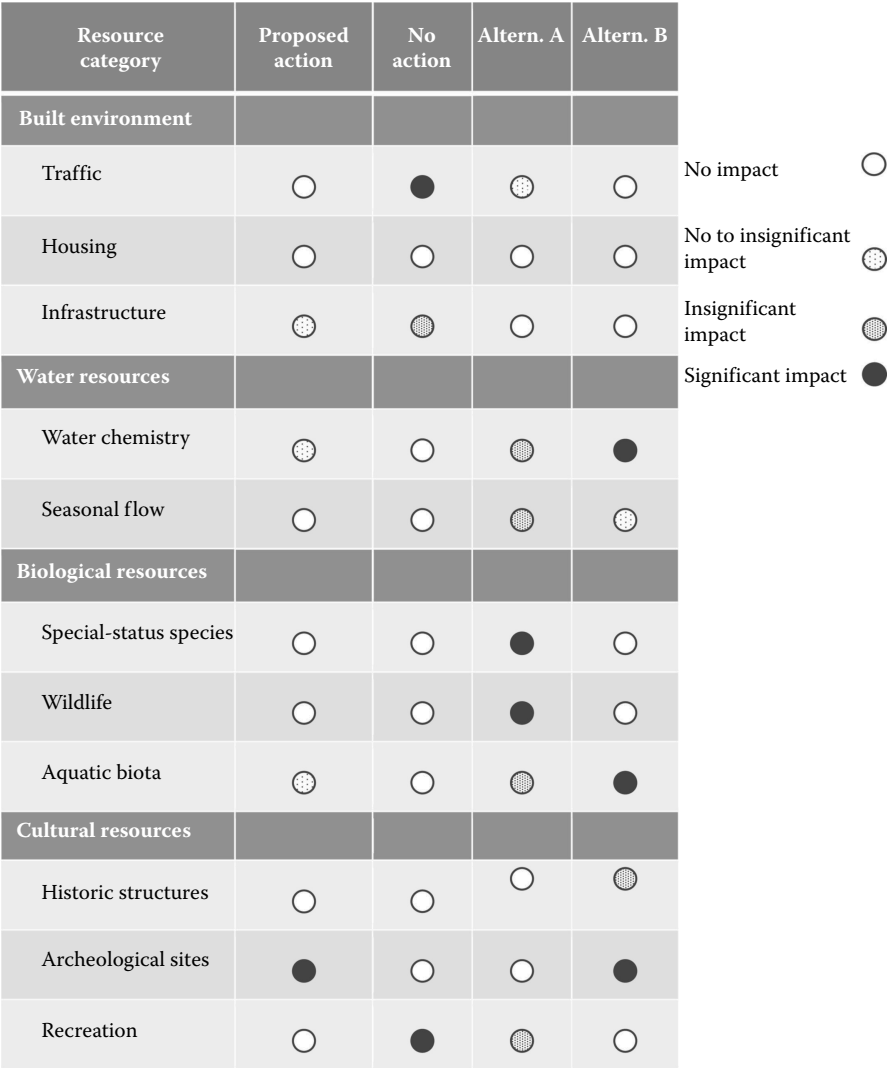 Resource
category
Proposed
action
No
action
Altern. A
Altern. B
Built environment
Traffic
Housing
Infrastructure
Water resources
Water chemistry
Seasonal flow
Biological resources
Special-status species
Wildlife
Aquatic biota
Cultural resources
Historic structures
Archeological sites
Recreation
No impact
No to insignificant
impact
Insignificant
impact
Significant impact